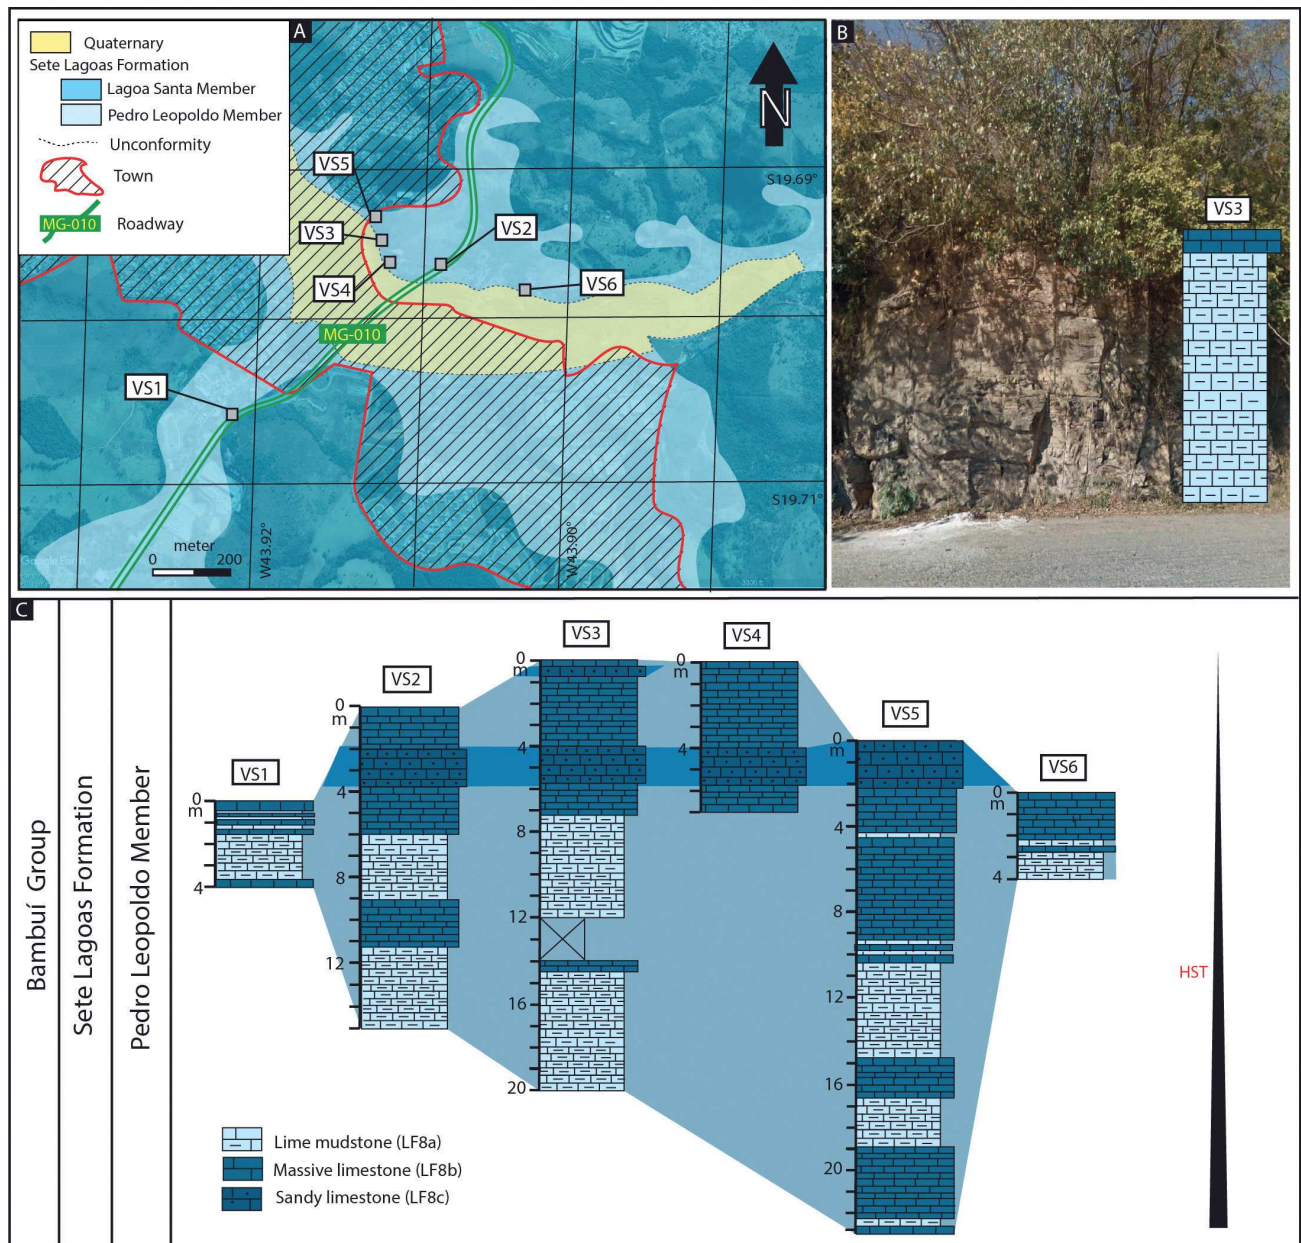 A
Quaternary
Sete Lagoas Formation
Lagoa Santa Member
Pedro Leopoldo Member
Unconformity
Town
MG-010
Roadway
N
S19.69°
VS5
VS3
VS2
VS4
VS6
MG-010
VS1
S19.71°
W43.92°
W43.90°
meter
0
200
B
VS3
C
Bambuí Group
Sete Lagoas Formation
Pedro Leopoldo Member
VS1
0
m
4
VS2
0
m
4
8
12
VS3
0
m
4
8
12
16
20
VS4
0
m
4
VS5
0
m
4
8
12
16
20
VS6
0
m
4
HST
Lime mudstone (LF8a)
Massive limestone (LF8b)
Sandy limestone (LF8c)